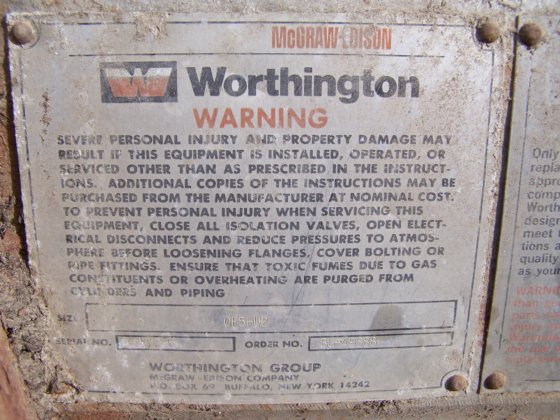 McGRAW-EDISON
Worthington
WARNING
SEVERE PERSONAL INJURY AND PROPERTY DAMAGE MAY
RESULT IF THIS EQUIPMENT IS INSTALLED, OPERATED, OR
SERVICED OTHER THAN AS PRESCRIBED IN THE INSTRUCT-
IONS. ADDITIONAL COPIES OF THE INSTRUCTIONS MAY BE
PURCHASED FROM THE MANUFACTURER AT NOMINAL COST.
TO PREVENT PERSONAL INJURY WHEN SERVICING THIS
EQUIPMENT, CLOSE ALL ISOLATION VALVES, OPEN ELECT-
RICAL DISCONNECTS AND REDUCE PRESSURES TO ATMOS-
PHERE BEFORE LOOSENING FLANGES, COVER BOLTING OR
PIPE FITTINGS. ENSURE THAT TOXIC FUMES DUE TO GAS
CONSTITUENTS OR OVERHEATING ARE PURGED FROM
CYLINDERS AND PIPING
SIZE
SERIAL NO. ORDER NO.
WORTHINGTON GROUP
McGRAW-EDISON COMPANY
P.O. BOX 69 BUFFALO, NEW YORK 14242
Only
repla
appr
comp
Worth
design
meet t
tions a
quality
as your
WARNIN